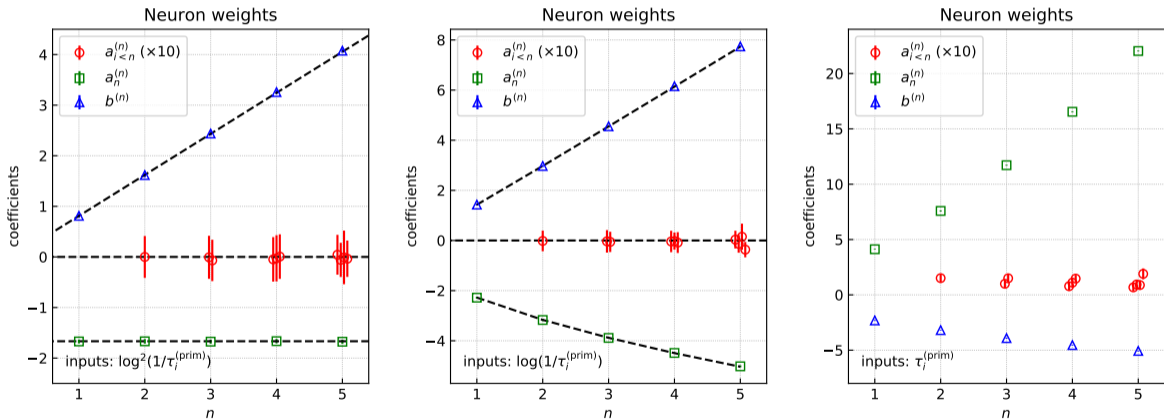 Neuron weights
a_{i<n}^{(n)} (×10)
a_n^{(n)}
b^{(n)}
4
3
2
1
0
−1
−2
coefficients
inputs: log²(1/τ_i^{(prim)})
1 2 3 4 5
n
Neuron weights
a_{i<n}^{(n)} (×10)
a_n^{(n)}
b^{(n)}
8
6
4
2
0
−2
−4
coefficients
inputs: log(1/τ_i^{(prim)})
1 2 3 4 5
n
Neuron weights
a_{i<n}^{(n)} (×10)
a_n^{(n)}
b^{(n)}
20
15
10
5
0
−5
coefficients
inputs: τ_i^{(prim)}
1 2 3 4 5
n